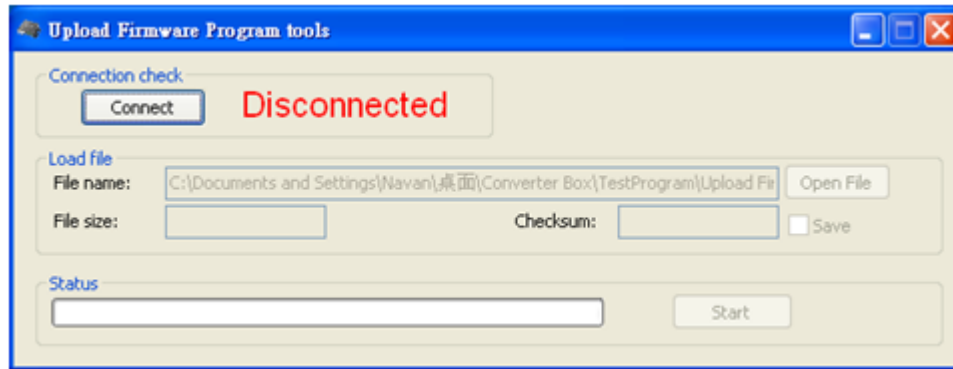 Upload Firmware Program tools
Connection check
Connect Disconnected
Load file
File name: C:\Documents and Settings\Navan\桌面\Converter Box\TestProgram\Upload Fi Open File
File size: Checksum: Save
Status
Start